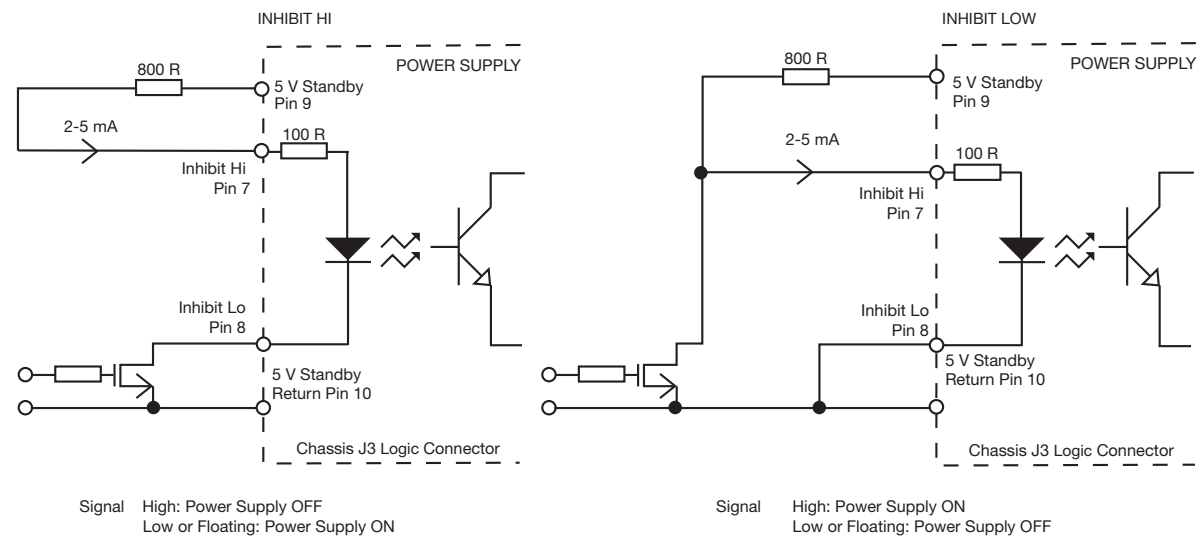 INHIBIT HI
POWER SUPPLY
800 R
5 V Standby
Pin 9
2-5 mA
100 R
Inhibit Hi
Pin 7
Inhibit Lo
Pin 8
5 V Standby
Return Pin 10
Chassis J3 Logic Connector
Signal High: Power Supply OFF
Low or Floating: Power Supply ON
INHIBIT LOW
POWER SUPPLY
800 R
5 V Standby
Pin 9
2-5 mA
100 R
Inhibit Hi
Pin 7
Inhibit Lo
Pin 8
5 V Standby
Return Pin 10
Chassis J3 Logic Connector
Signal High: Power Supply ON
Low or Floating: Power Supply OFF